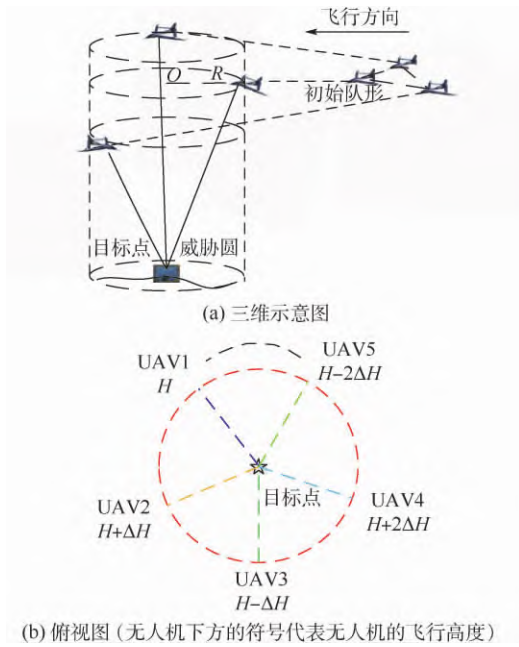 飞行方向
O R
初始队形
目标点 威胁圆
(a) 三维示意图
UAV1
H
UAV5
H−2ΔH
UAV2
H+ΔH
目标点
UAV4
H+2ΔH
UAV3
H−ΔH
(b) 俯视图 (无人机下方的符号代表无人机的飞行高度)